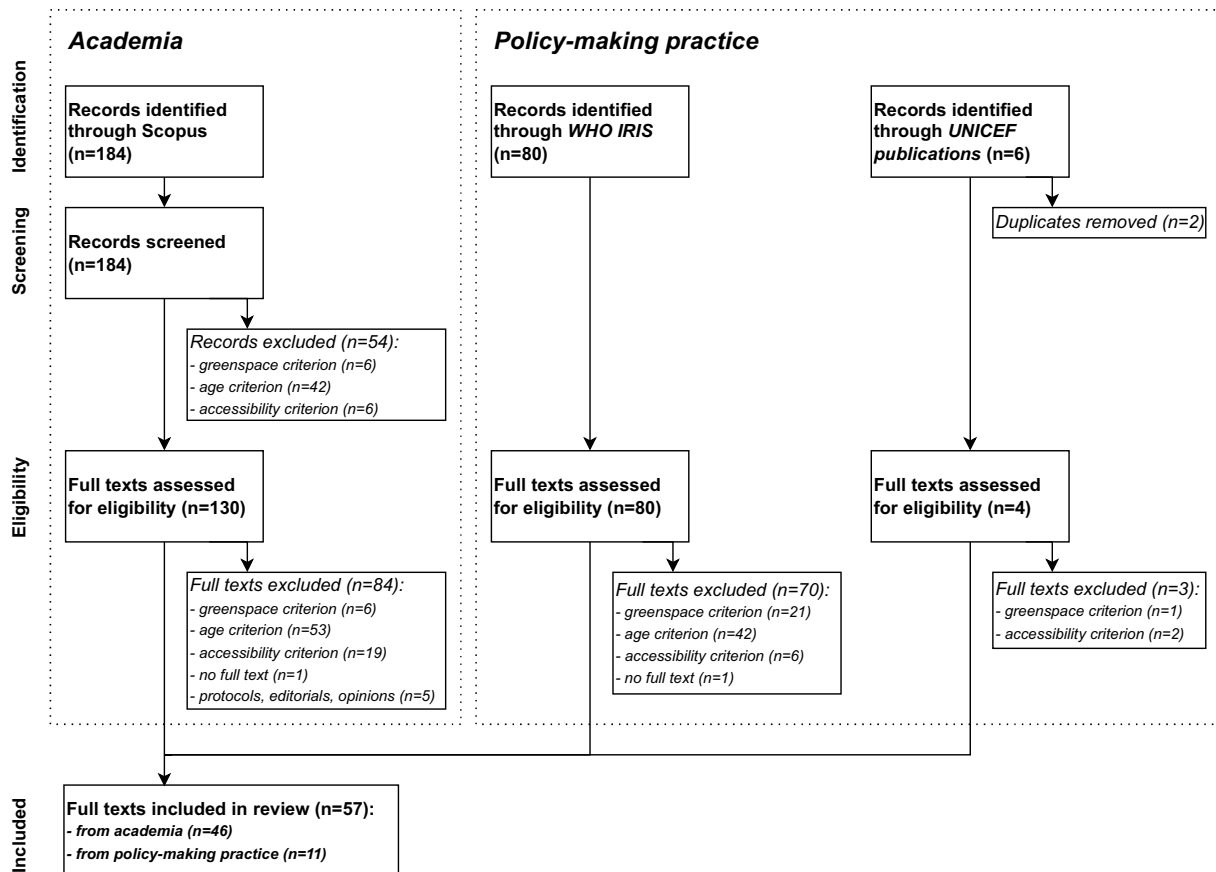 Academia
Policy-making practice
Identification
Records identified
through Scopus
(n=184)
Records identified
through WHO IRIS
(n=80)
Records identified
through UNICEF
publications (n=6)
Duplicates removed (n=2)
Screening
Records screened
(n=184)
Records excluded (n=54):
- greenspace criterion (n=6)
- age criterion (n=42)
- accessibility criterion (n=6)
Eligibility
Full texts assessed
for eligibility (n=130)
Full texts assessed
for eligibility (n=80)
Full texts assessed
for eligibility (n=4)
Full texts excluded (n=84):
- greenspace criterion (n=6)
- age criterion (n=53)
- accessibility criterion (n=19)
- no full text (n=1)
- protocols, editorials, opinions (n=5)
Full texts excluded (n=70):
- greenspace criterion (n=21)
- age criterion (n=42)
- accessibility criterion (n=6)
- no full text (n=1)
Full texts excluded (n=3):
- greenspace criterion (n=1)
- accessibility criterion (n=2)
Included
Full texts included in review (n=57):
- from academia (n=46)
- from policy-making practice (n=11)